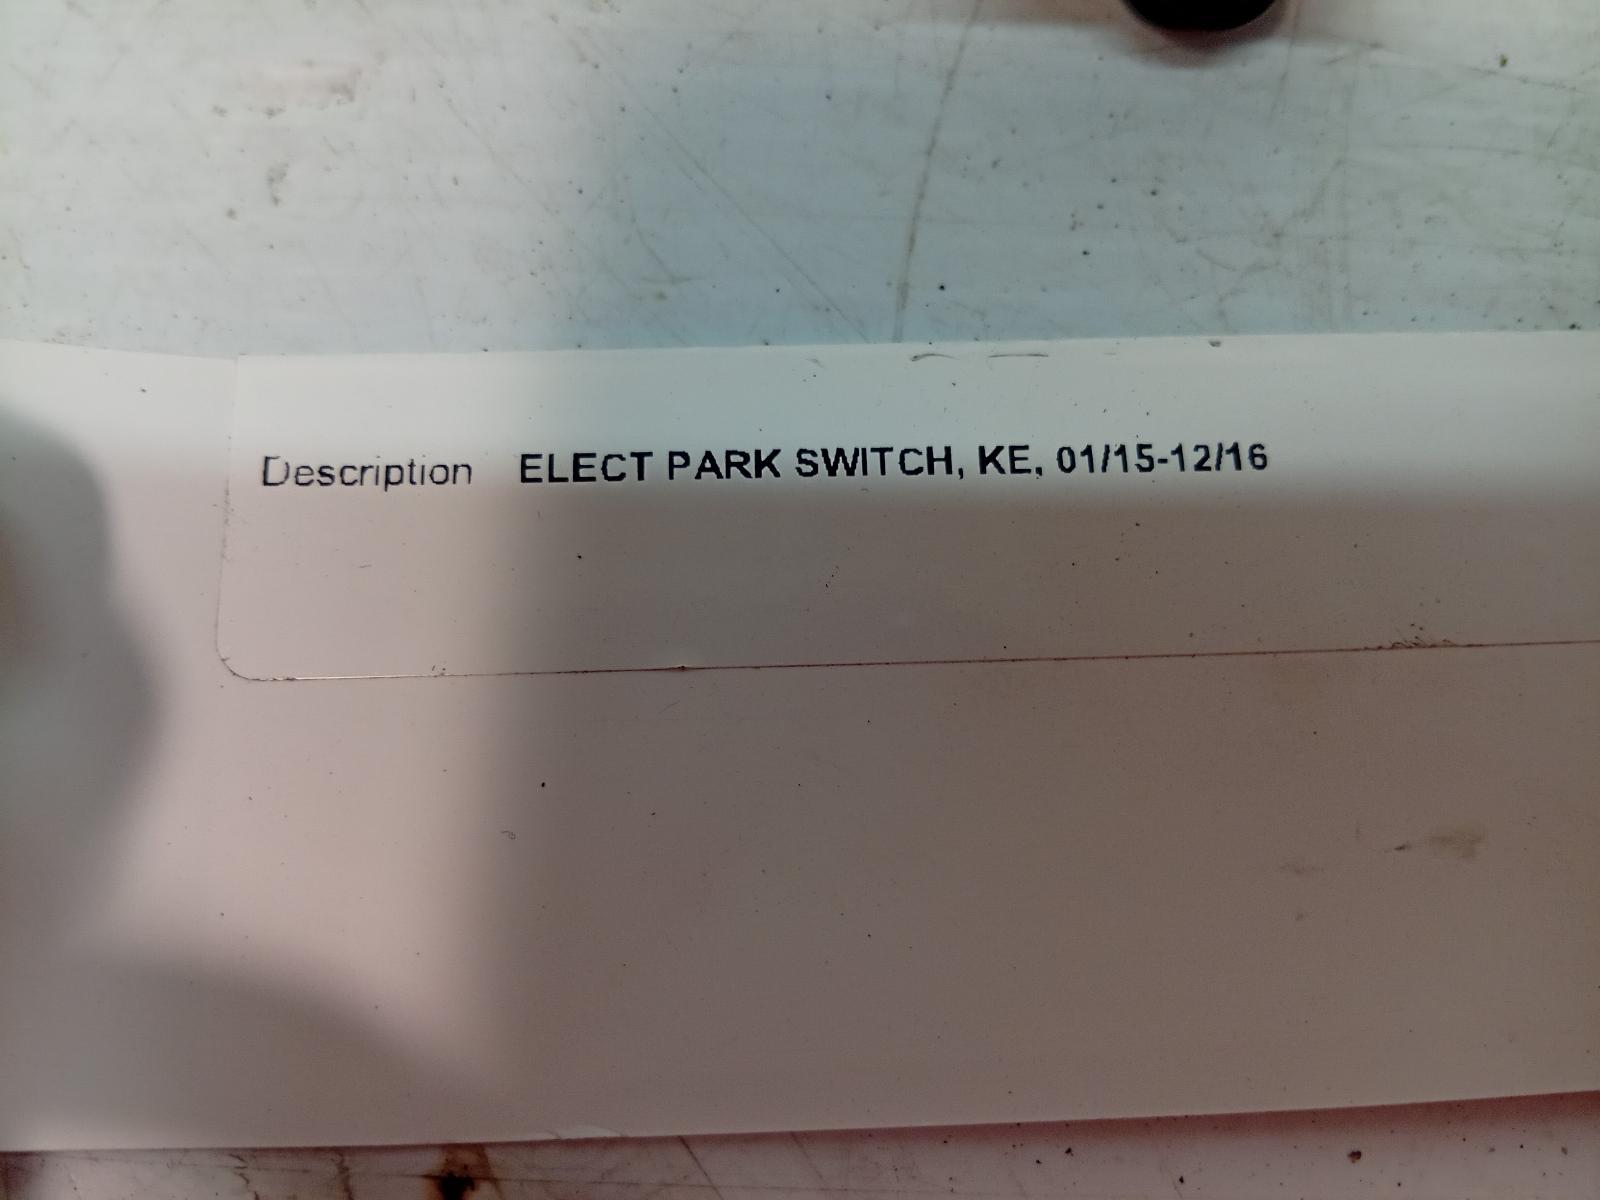 Description ELECT PARK SWITCH, KE, 01/15-12/16